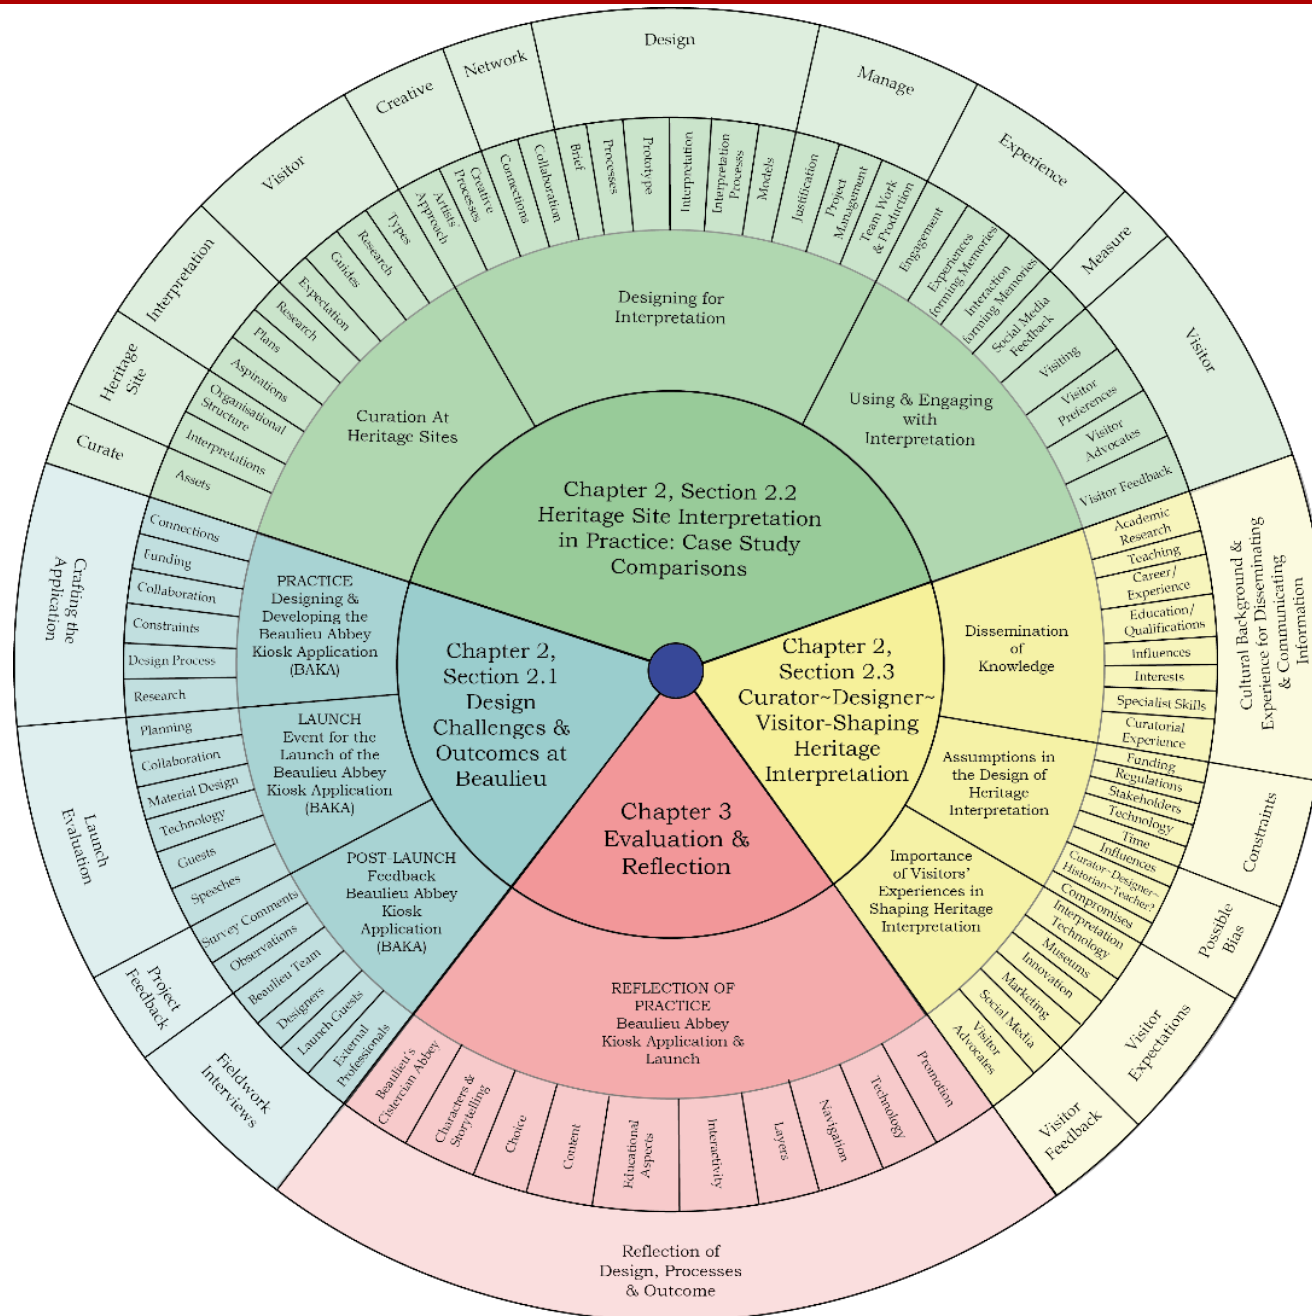 Design
Manage
Experience
Measure
Visitor
Network
Creative
Visitor
Interpretation
Heritage
Site
Curate
Assets
Interpretations
Organisational
Structure
Aspirations
Plans
Research
Expectation
Guides
Research
Types
Artists'
Approach
Creative
Processes
Connections
Collaboration
Brief
Processes
Prototype
Interpretation
Interpretation
Processs
Models
Justification
Project
Management
Team Work
& Production
Engagement
Experiences
forming Memories
Interaction
forming Memories
Social Media
Feedback
Visiting
Visitor
Preferences
Visitor
Advocates
Visitor Feedback
Curation At
Heritage Sites
Designing for
Interpretation
Using & Engaging
with
Interpretation
Chapter 2, Section 2.2
Heritage Site Interpretation
in Practice: Case Study
Comparisons
Chapter 2,
Section 2.3
Curator~Designer~
Visitor-Shaping
Heritage
Interpretation
Dissemination
of
Knowledge
Assumptions in
the Design of
Heritage
Interpretation
Importance
of Visitors'
Experiences in
Shaping Heritage
Interpretation
Academic
Research
Teaching
Career/
Experience
Education/
Qualifications
Influences
Interests
Specialist Skills
Curatorial
Experience
Funding
Regulations
Stakeholders
Technology
Time
Influences
Curator~Designer~
Historian~Teacher?
Compromises
Interpretation
Technology
Museums
Innovation
Marketing
Social Media
Visitor
Advocates
Cultural Background &
Experience for Disseminating
& Communicating
Information
Constraints
Possible
Bias
Visitor
Expectations
Visitor
Feedback
Chapter 3
Evaluation &
Reflection
REFLECTION OF
PRACTICE
Beaulieu Abbey
Kiosk Application &
Launch
Beaulieu's
Cistercian Abbey
Characters &
Storytelling
Choice
Content
Educational
Aspects
Interactivity
Layers
Navigation
Technology
Promotion
Reflection of
Design, Processes
& Outcome
Chapter 2,
Section 2.1
Design
Challenges &
Outcomes at
Beaulieu
PRACTICE
Designing &
Developing the
Beaulieu Abbey
Kiosk Application
(BAKA)
LAUNCH
Event for the
Launch of the
Beaulieu Abbey
Kiosk Application
(BAKA)
POST-LAUNCH
Feedback
Beaulieu Abbey
Kiosk
Application
(BAKA)
Connections
Funding
Collaboration
Constraints
Design Process
Research
Planning
Collaboration
Material Design
Technology
Guests
Speeches
Survey Comments
Observations
Beaulieu Team
Designers
Launch Guests
External
Professionals
Crafting the
Application
Launch
Evaluation
Project
Feedback
Fieldwork
Interviews